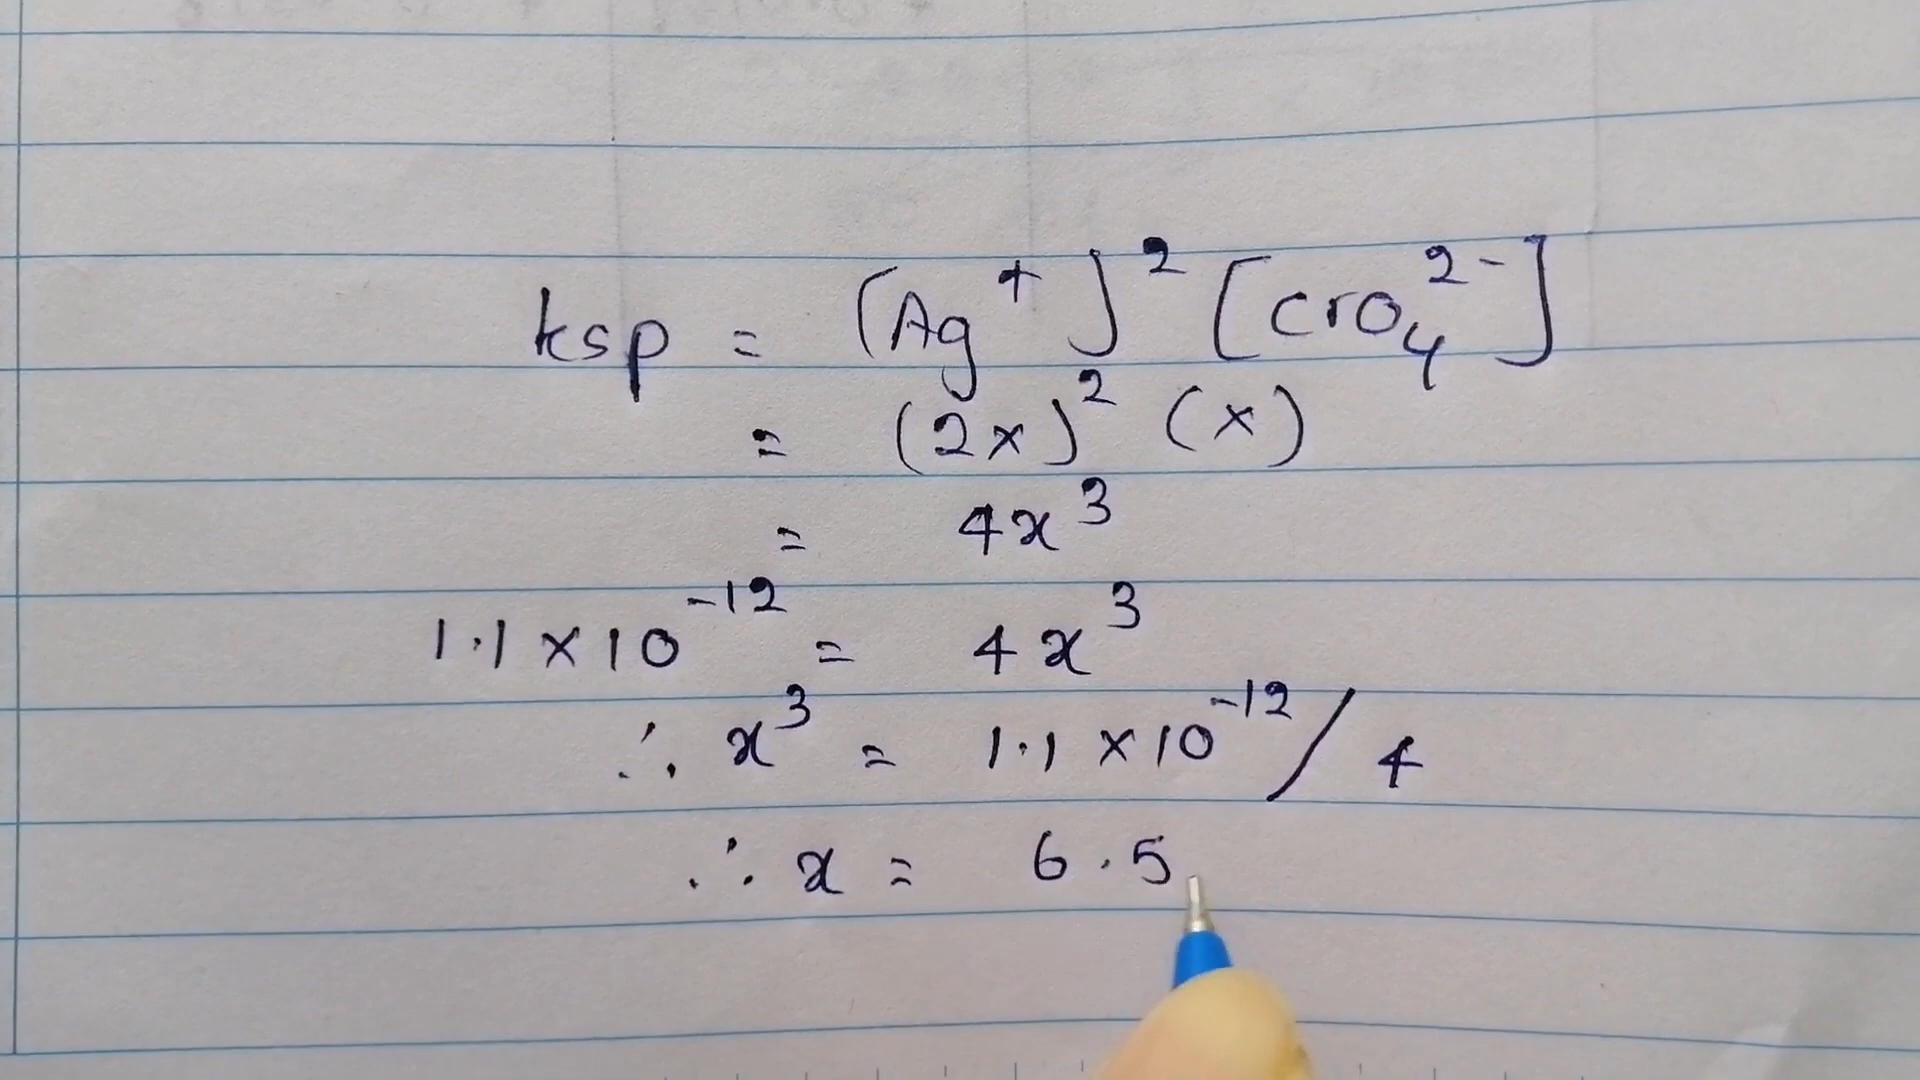 ksp = [Ag⁺]² [CrO₄²⁻]
= (2x)² (x)
= 4x³
1.1 x 10⁻¹² = 4x³
∴ x³ = 1.1 x 10⁻¹² / 4
∴ x = 6.5